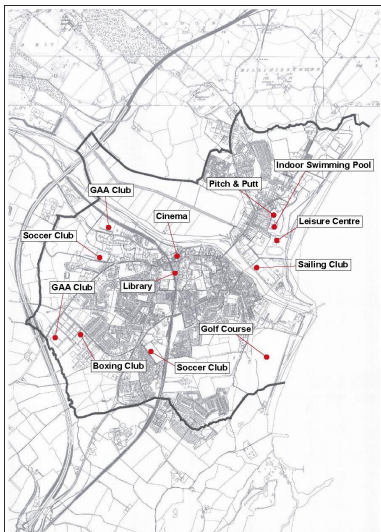 Indoor Swimming Pool
Pitch & Putt
GAA Club
Cinema
Leisure Centre
Soccer Club
Sailing Club
GAA Club
Library
Golf Course
Boxing Club
Soccer Club